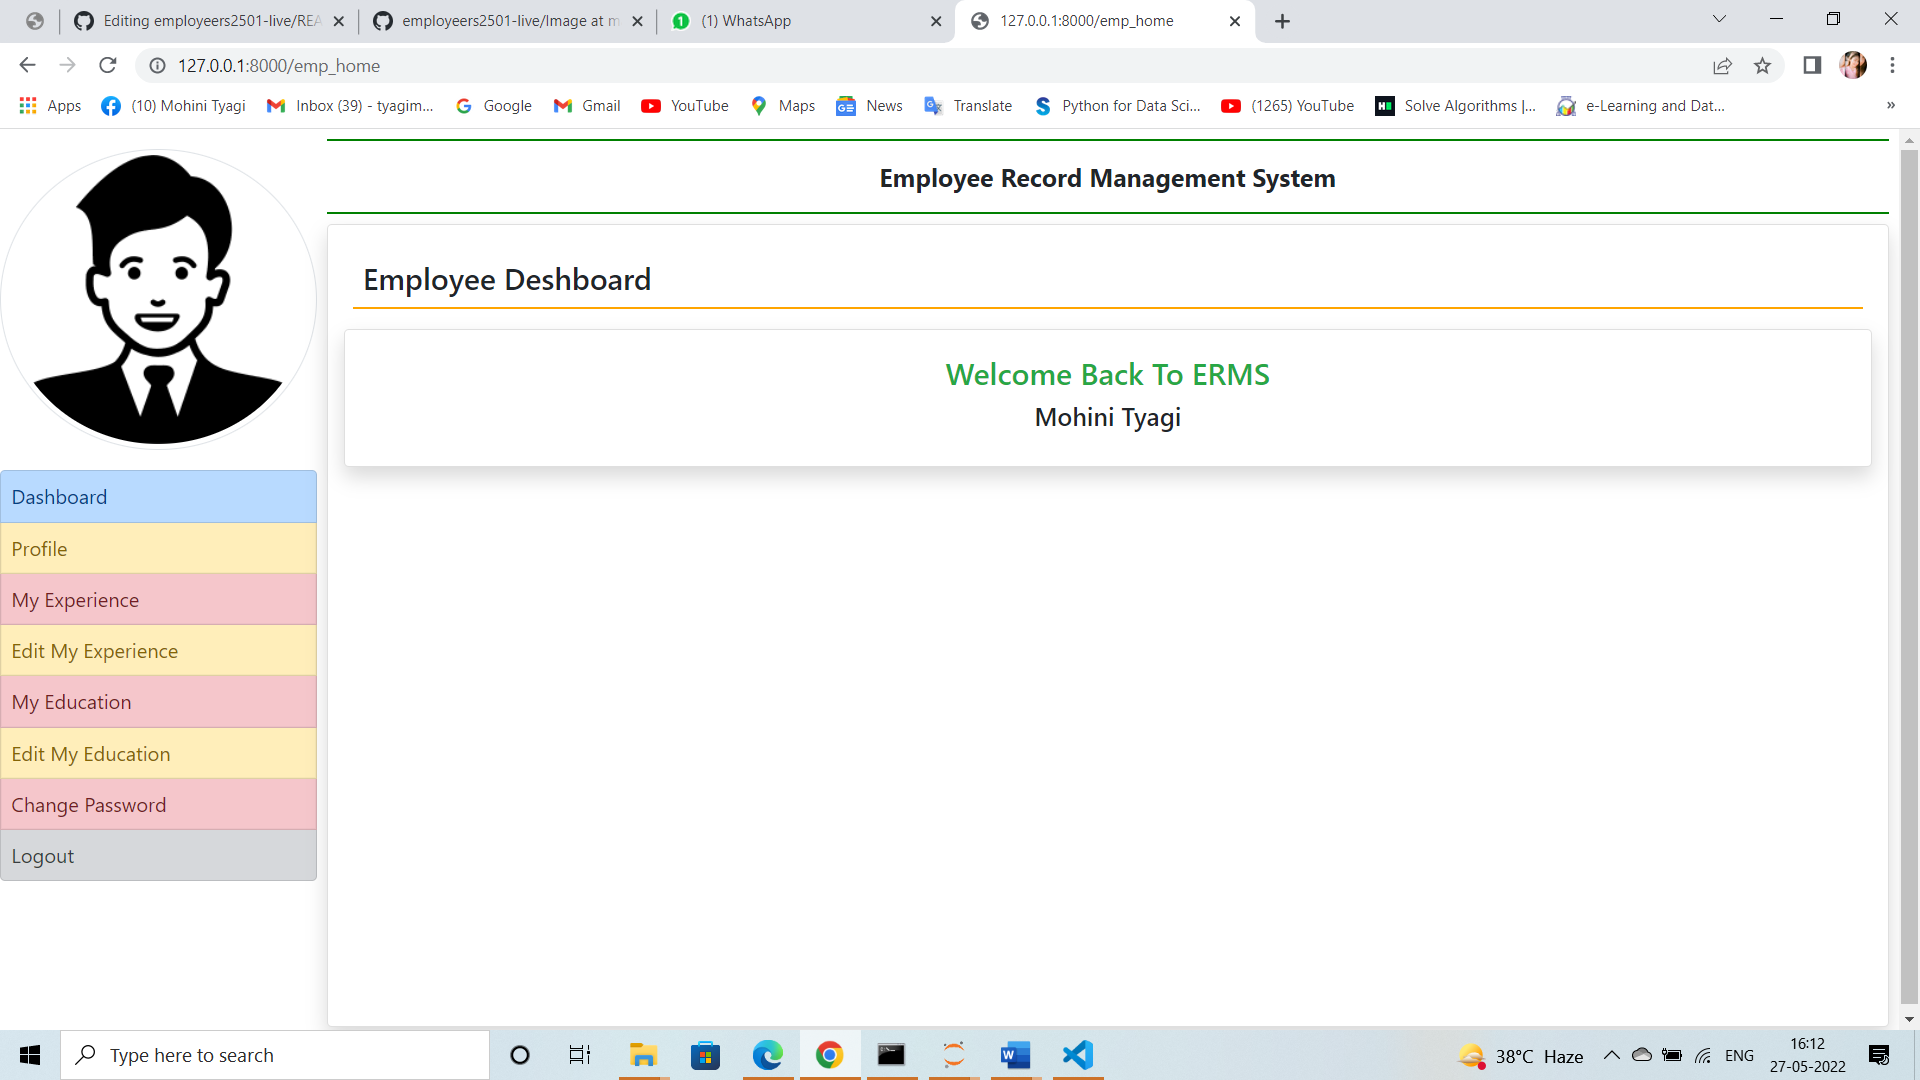 Editing employeers2501-live/REA
employeers2501-live/Image at m
(1) WhatsApp
127.0.0.1:8000/emp_home
127.0.0.1:8000/emp_home
Apps
(10) Mohini Tyagi
Inbox (39) - tyagim...
Google
Gmail
YouTube
Maps
News
Translate
Python for Data Sci...
(1265) YouTube
Solve Algorithms |...
e-Learning and Dat...
»
Employee Record Management System
Employee Deshboard
Welcome Back To ERMS
Mohini Tyagi
Dashboard
Profile
My Experience
Edit My Experience
My Education
Edit My Education
Change Password
Logout
Type here to search
38°C Haze
ENG
16:12
27-05-2022